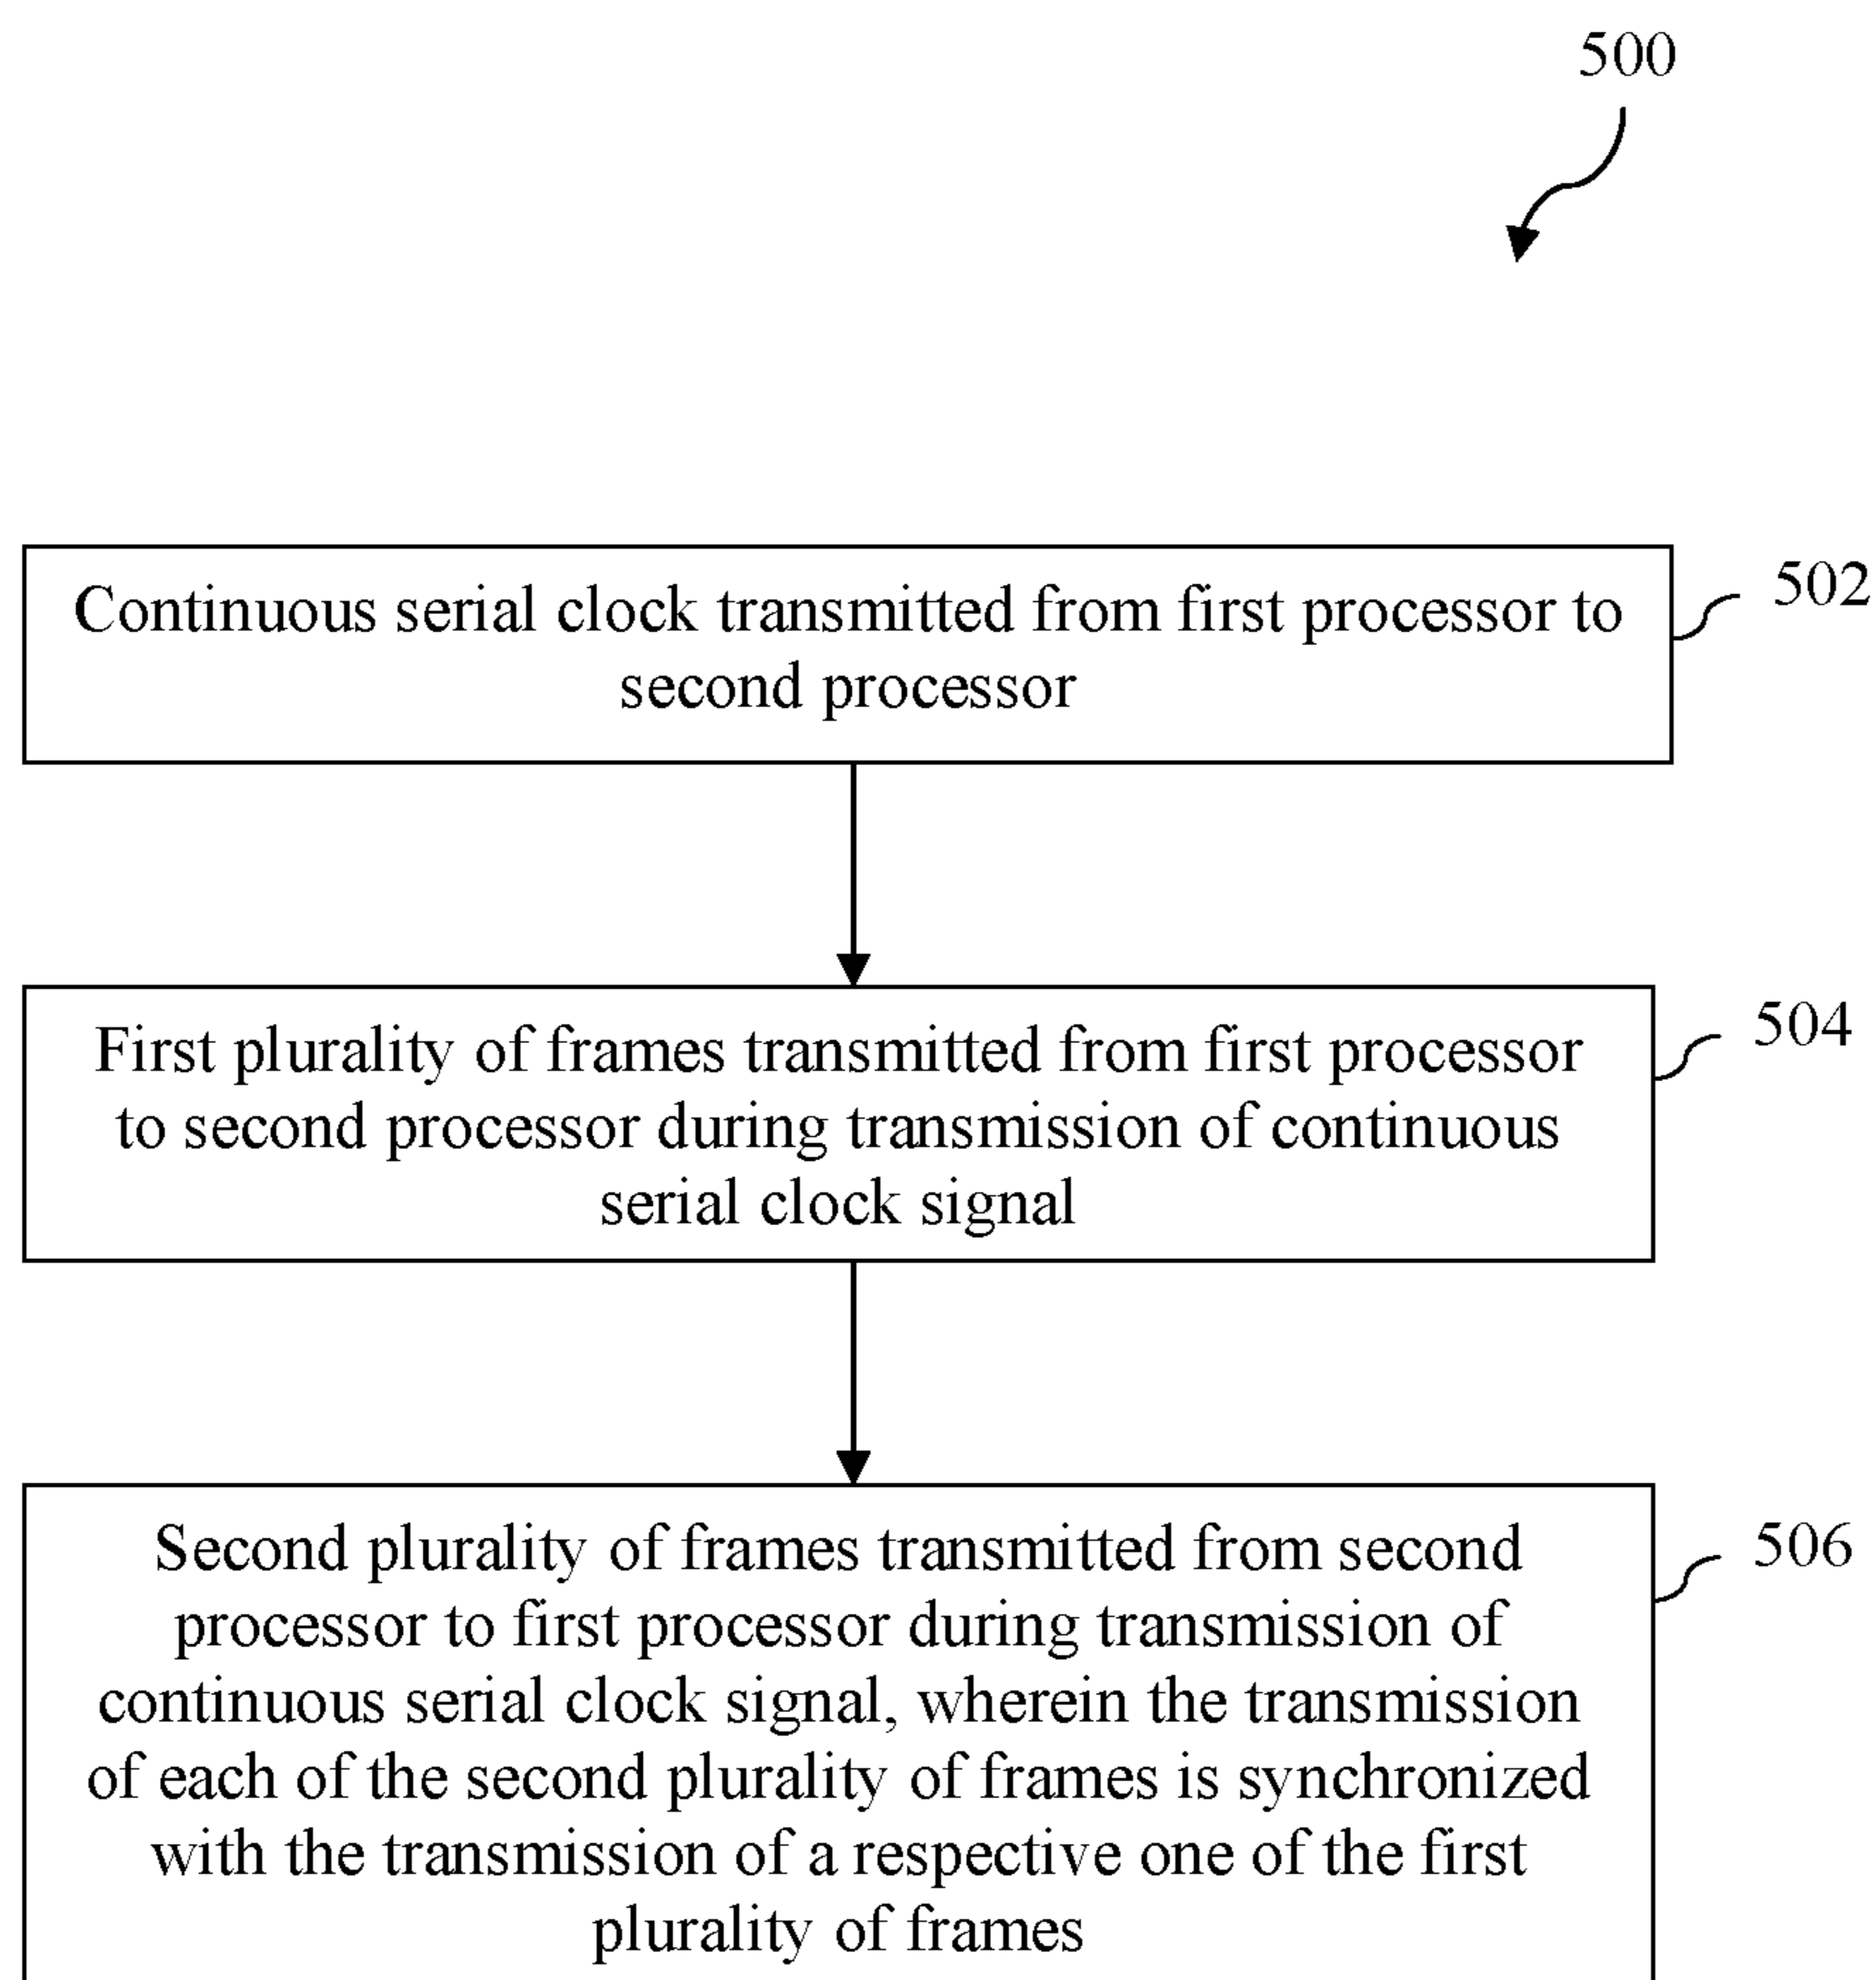 500
Continuous serial clock transmitted from first processor to
second processor
502
First plurality of frames transmitted from first processor
to second processor during transmission of continuous
serial clock signal
504
Second plurality of frames transmitted from second
processor to first processor during transmission of
continuous serial clock signal, wherein the transmission
of each of the second plurality of frames is synchronized
with the transmission of a respective one of the first
plurality of frames
506